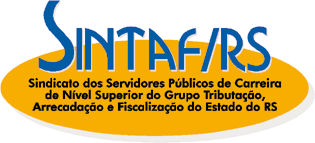 SINTAF/RS
Sindicato dos Servidores Públicos de Carreira
de Nível Superior do Grupo Tributação,
Arrecadação e Fiscalização do Estado do RS